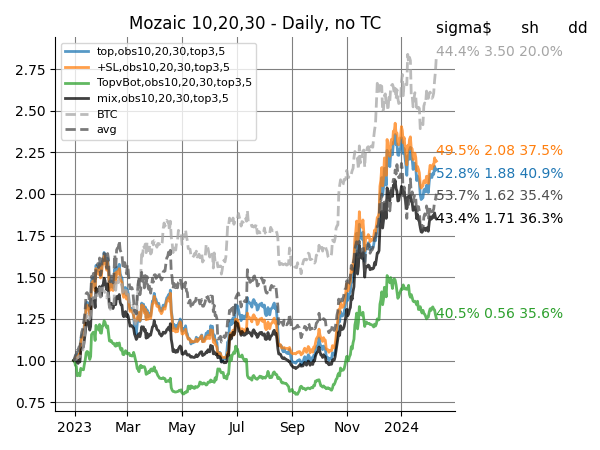 Mozaic 10,20,30 - Daily, no TC
sigma$ sh dd
top,obs10,20,30,top3,5
+SL,obs10,20,30,top3,5
TopvBot,obs10,20,30,top3,5
mix,obs10,20,30,top3,5
BTC
avg
44.4% 3.50 20.0%
49.5% 2.08 37.5%
52.8% 1.88 40.9%
53.7% 1.62 35.4%
43.4% 1.71 36.3%
40.5% 0.56 35.6%
2.75
2.50
2.25
2.00
1.75
1.50
1.25
1.00
0.75
2023 Mar May Jul Sep Nov 2024